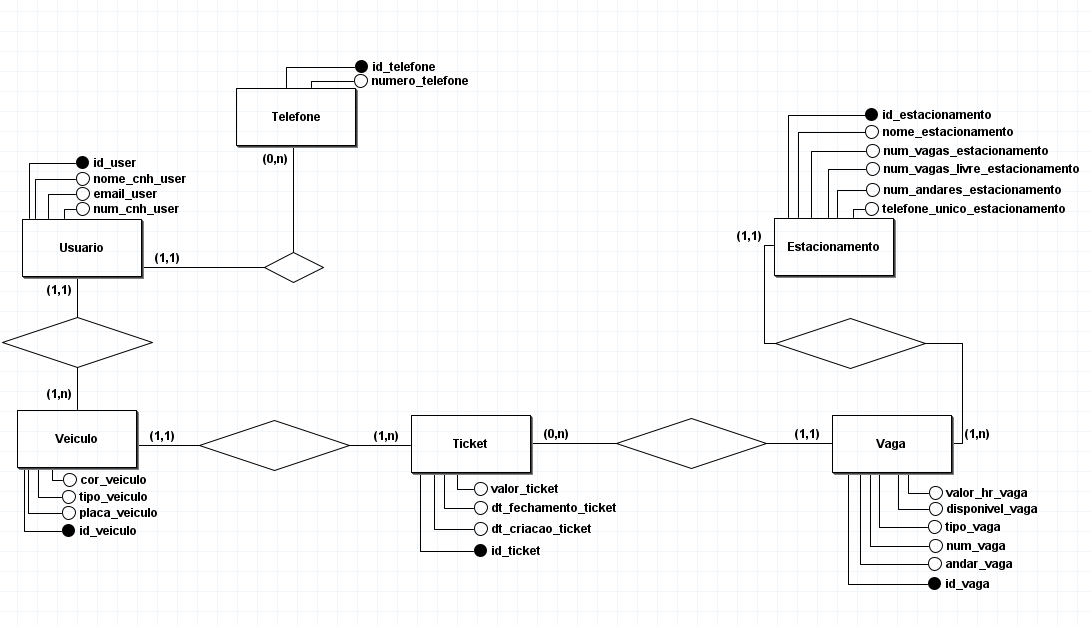 id_telefone
numero_telefone
Telefone
(0,n)
id_user
nome_cnh_user
email_user
num_cnh_user
Usuario
(1,1)
(1,1)
(1,n)
Veiculo
(1,1)
cor_veiculo
tipo_veiculo
placa_veiculo
id_veiculo
(1,n)
Ticket
(0,n)
valor_ticket
dt_fechamento_ticket
dt_criacao_ticket
id_ticket
id_estacionamento
nome_estacionamento
num_vagas_estacionamento
num_vagas_livre_estacionamento
num_andares_estacionamento
telefone_unico_estacionamento
(1,1)
Estacionamento
(1,1)
Vaga
(1,n)
valor_hr_vaga
disponivel_vaga
tipo_vaga
num_vaga
andar_vaga
id_vaga